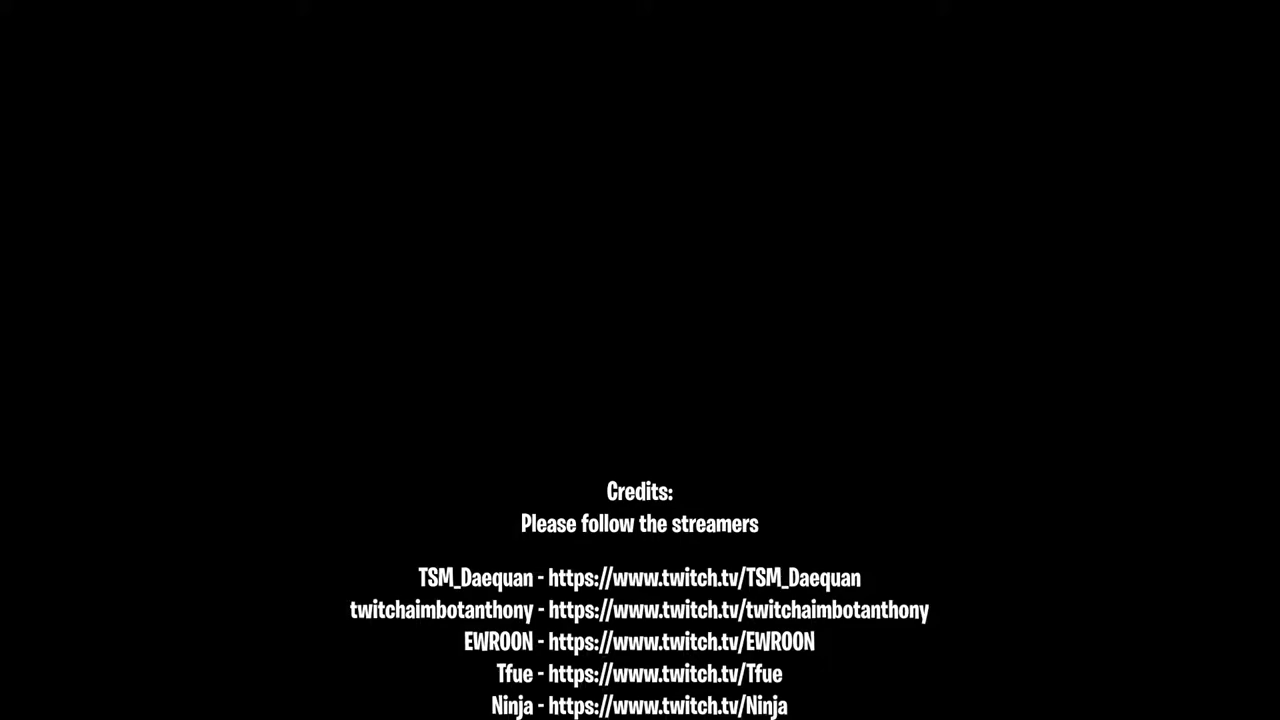 Credits:
Please follow the streamers
TSM_Daequan - https://www.twitch.tv/TSM_Daequan
twitchaimbotanthony - https://www.twitch.tv/twitchaimbotanthony
EWROON - https://www.twitch.tv/EWROON
Tfue - https://www.twitch.tv/Tfue
Ninja - https://www.twitch.tv/Ninja